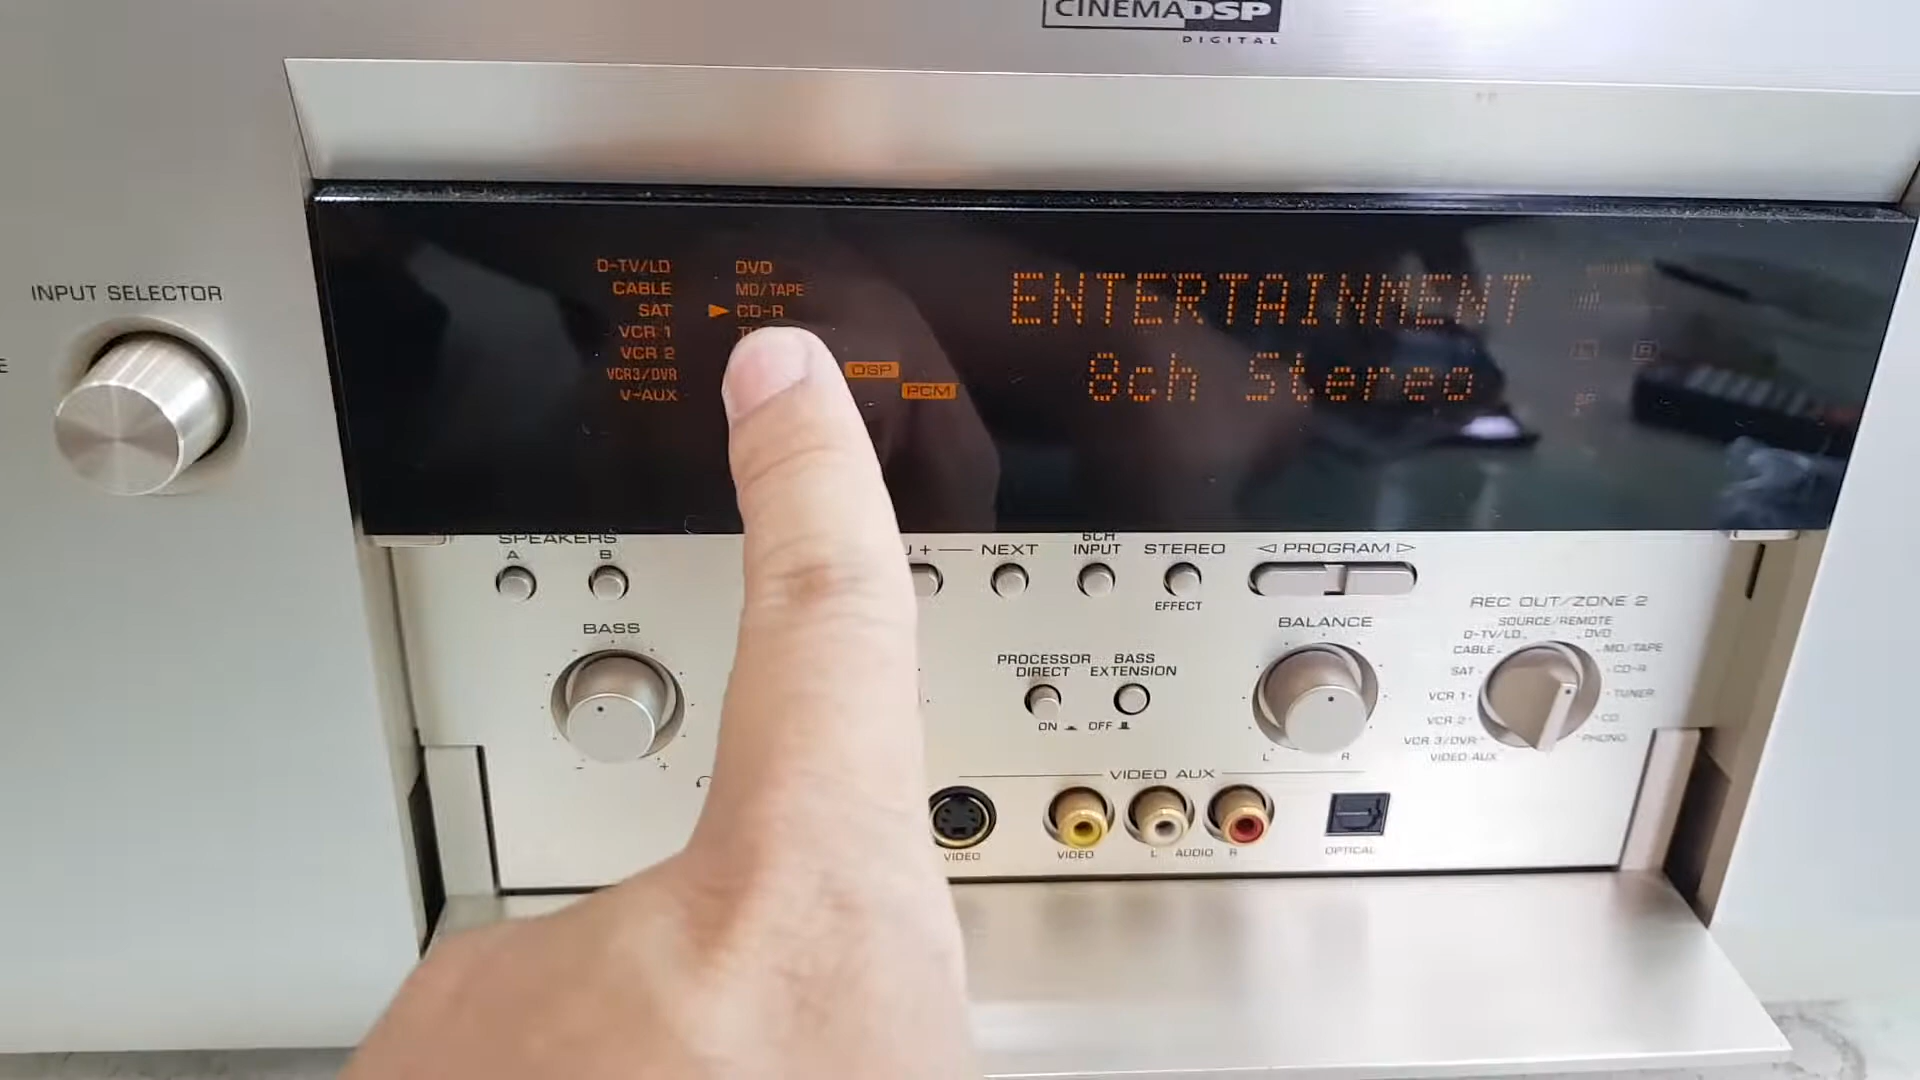 CINEMA DSP
DIGITAL
INPUT SELECTOR
D-TV/LD
CABLE
SAT
VCR 1
VCR 2
VCR3/DVR
V-AUX
DVD
MD/TAPE
CD-R
DSP
PCM
ENTERTAINMENT
8ch Stereo
SPEAKERS
A B
NEXT
6CH INPUT
STEREO
EFFECT
PROGRAM
BASS
- +
PROCESSOR DIRECT
BASS EXTENSION
ON OFF
BALANCE
L R
REC OUT/ZONE 2
SOURCE/REMOTE
D-TV/LD
CABLE
SAT
VCR 1
VCR 2
VCR 3/DVR
VIDEO AUX
DVD
MD/TAPE
CD-R
TUNER
CD
PHONO
VIDEO AUX
VIDEO
VIDEO
L AUDIO R
OPTICAL